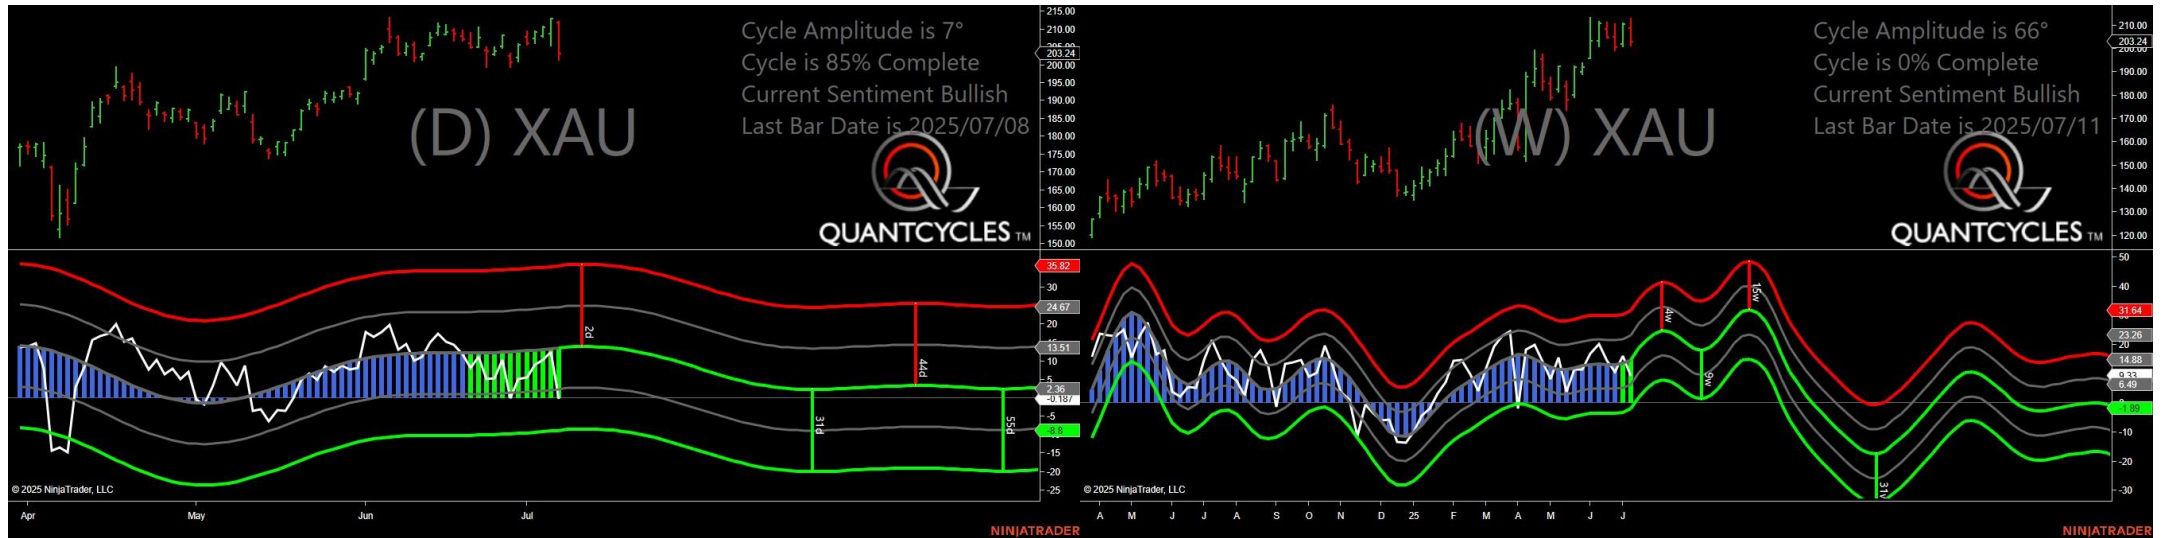 Cycle Amplitude is 7°
Cycle is 85% Complete
Current Sentiment Bullish
Last Bar Date is 2025/07/08
(D) XAU
QUANTCYCLES TM
215.00
210.00
205.00
203.24
200.00
195.00
190.00
185.00
180.00
175.00
170.00
165.00
160.00
155.00
150.00
35.82
30
24.67
20
15
13.51
10
5
2.36
-0.187
-5
-8.8
-15
-20
-25
2d
31d
44d
55d
© 2025 NinjaTrader, LLC
Apr
May
Jun
Jul
NINJATRADER
Cycle Amplitude is 66°
Cycle is 0% Complete
Current Sentiment Bullish
Last Bar Date is 2025/07/11
(W) XAU
QUANTCYCLES TM
210.00
203.24
200.00
190.00
180.00
170.00
160.00
150.00
140.00
130.00
120.00
50
40
31.64
23.26
20
14.88
9.33
6.49
-1.89
-10
-20
-30
4w
9w
15w
© 2025 NinjaTrader, LLC
A M J J A S O N D 25 F M A M J J
NINJATRADER